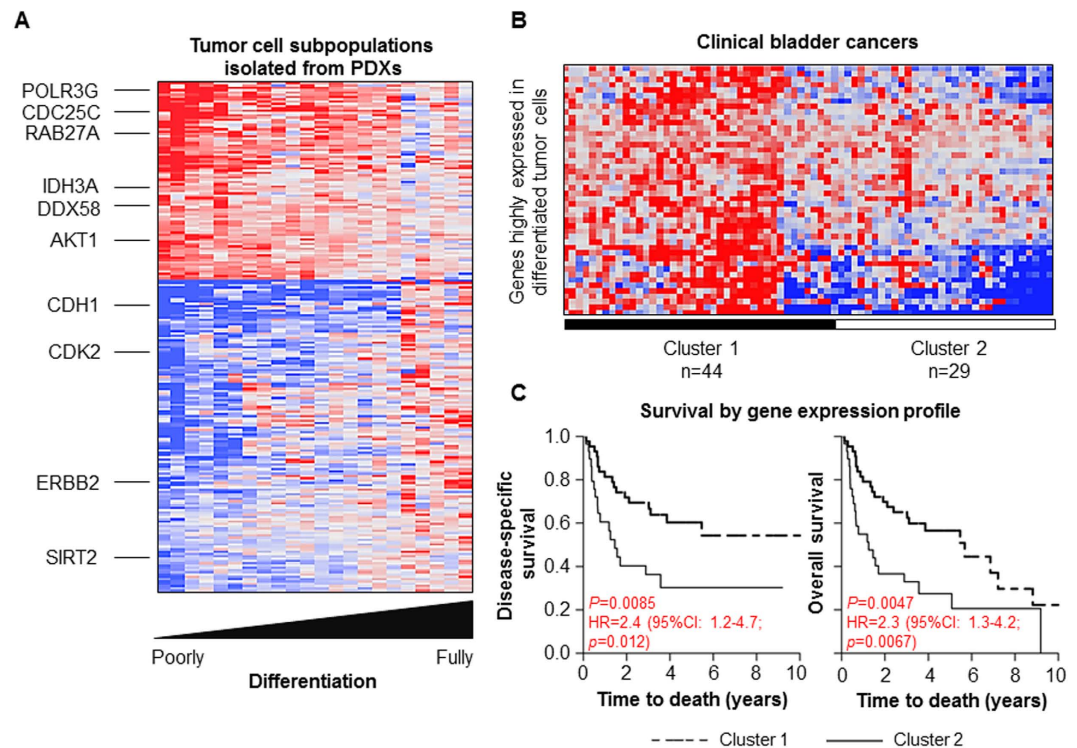 A
Tumor cell subpopulations
isolated from PDXs
POLR3G
CDC25C
RAB27A
IDH3A
DDX58
AKT1
CDH1
CDK2
ERBB2
SIRT2
Poorly
Fully
Differentiation
B
Clinical bladder cancers
Genes highly expressed in
differentiated tumor cells
Cluster 1
n=44
Cluster 2
n=29
C
Survival by gene expression profile
Disease-specific
survival
1.0
0.8
0.6
0.4
0.2
0.0
P=0.0085
HR=2.4 (95%CI: 1.2-4.7;
p=0.012)
0 2 4 6 8 10
Time to death (years)
Overall survival
1.0
0.8
0.6
0.4
0.2
0.0
P=0.0047
HR=2.3 (95%CI: 1.3-4.2;
p=0.0067)
0 2 4 6 8 10
Time to death (years)
Cluster 1
Cluster 2